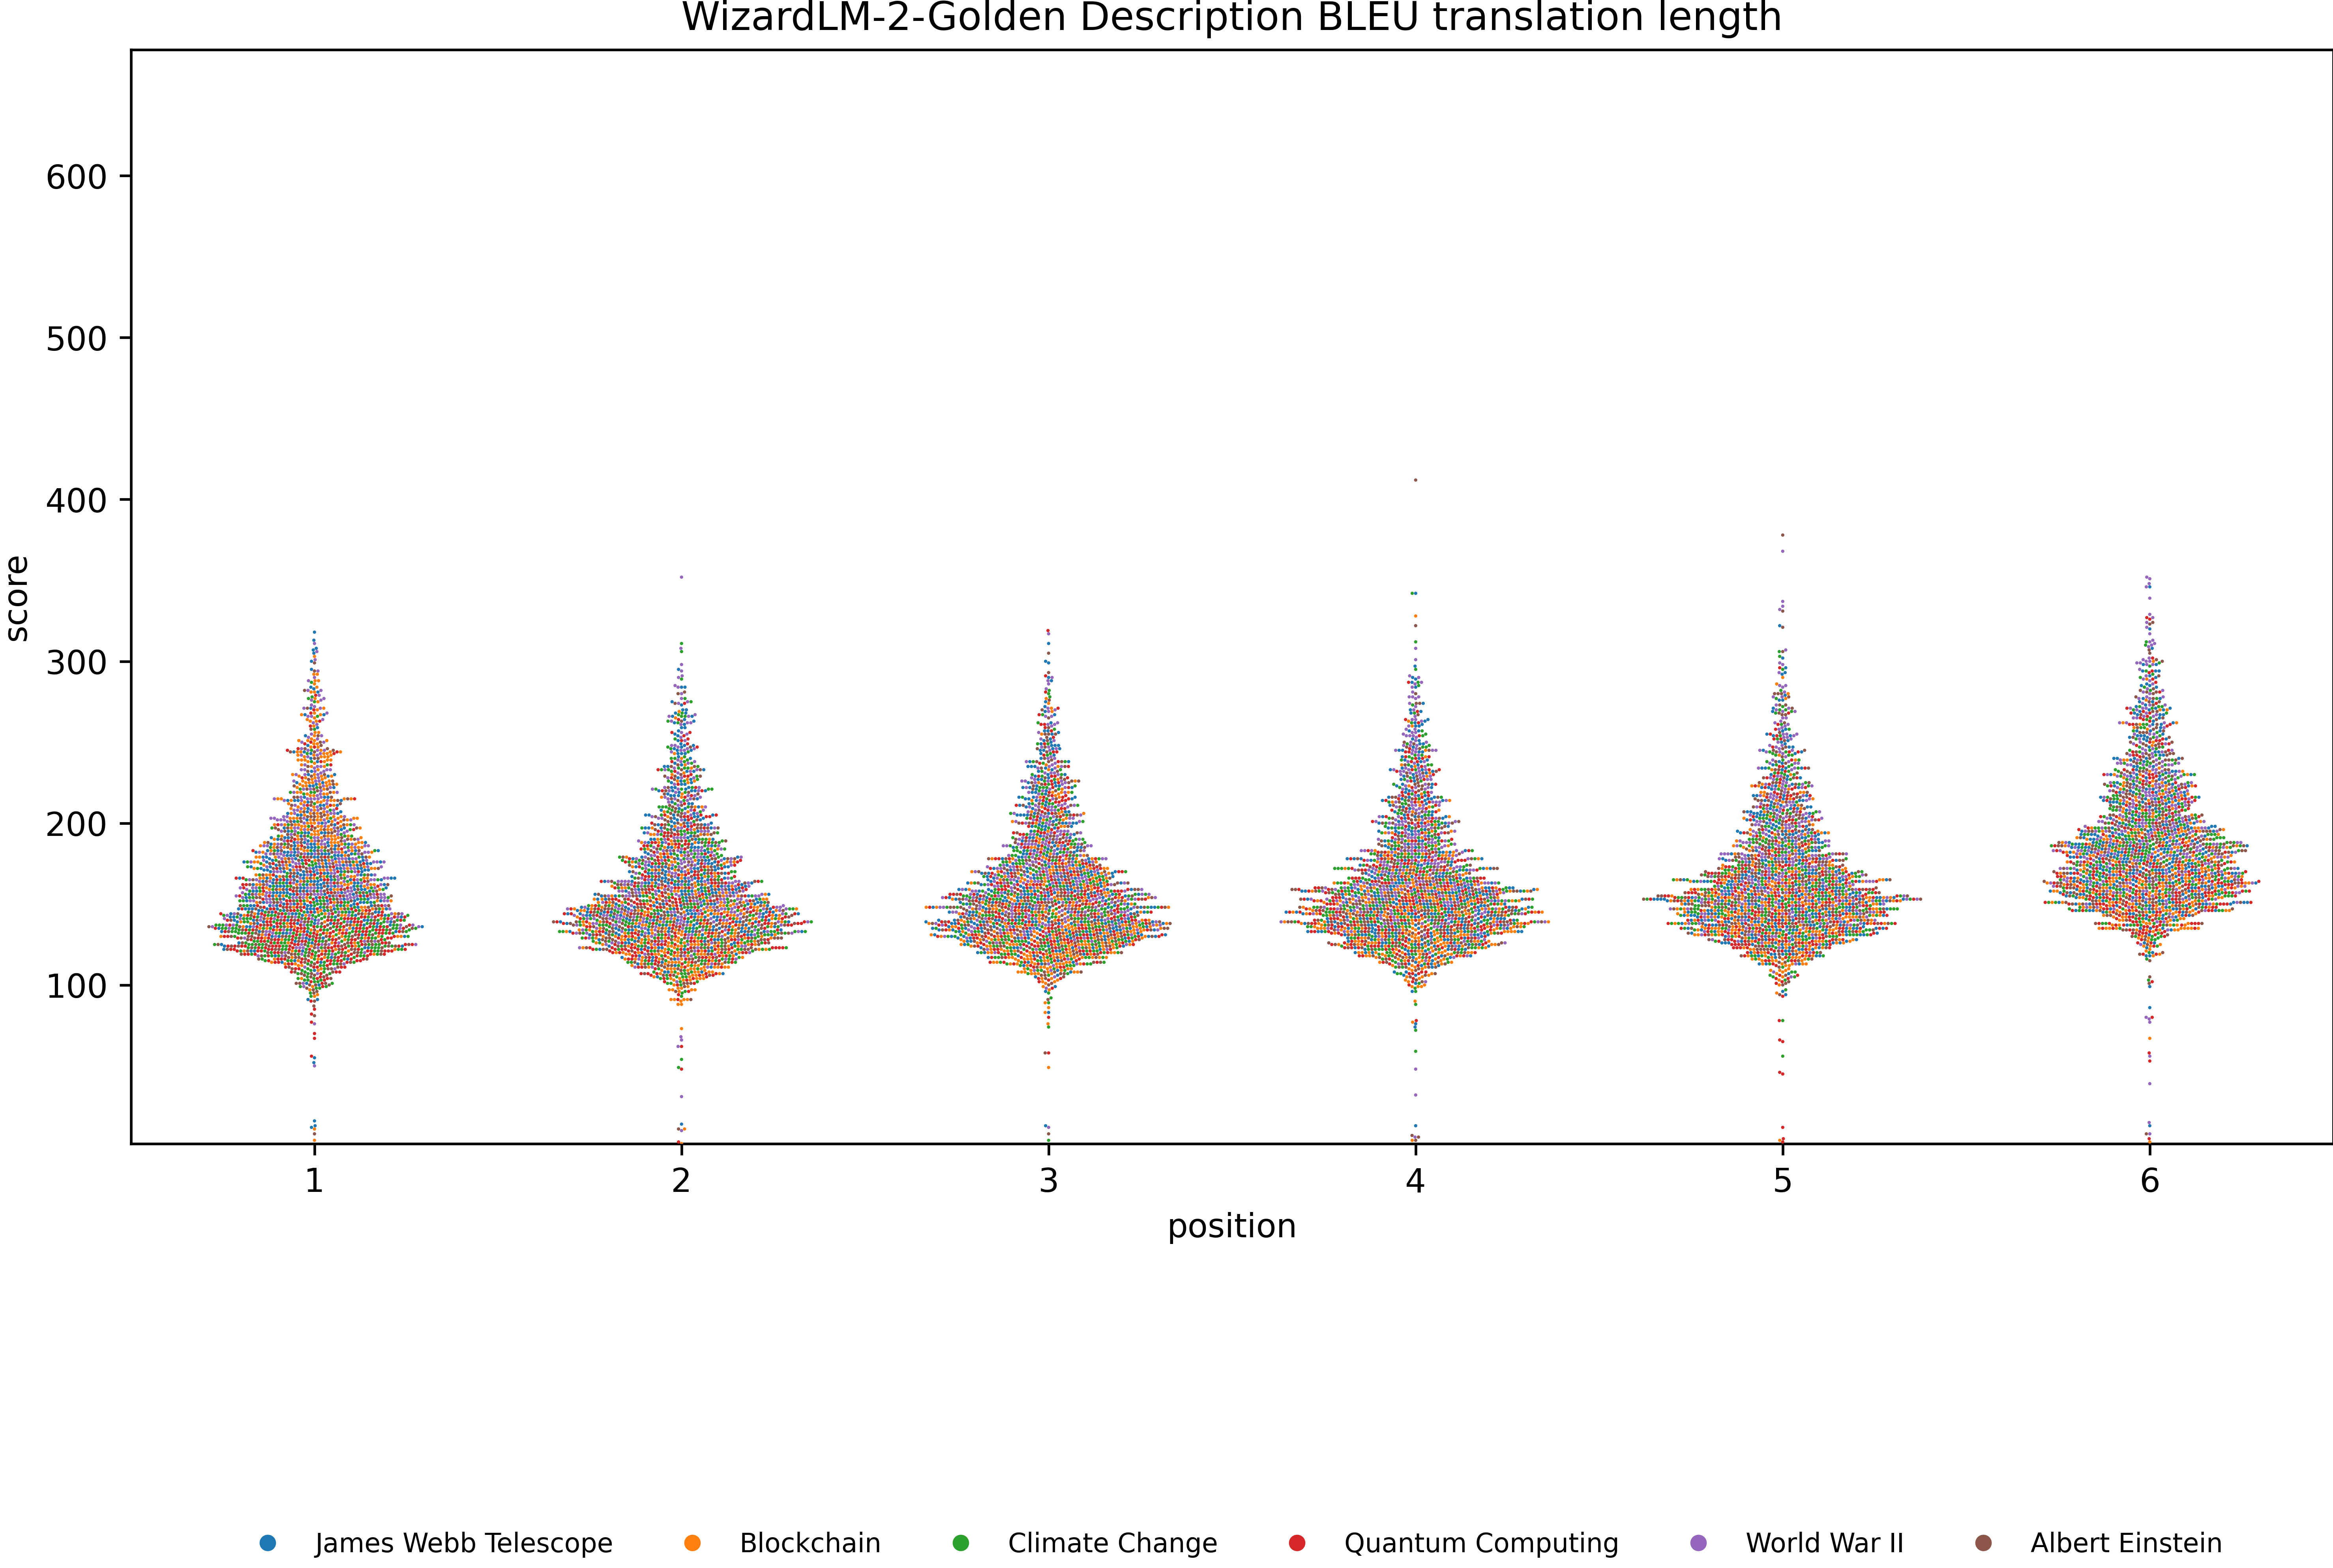 WizardLM-2-Golden Description BLEU translation length
600
500
400
300
200
100
score
1 2 3 4 5 6
position
James Webb Telescope Blockchain Climate Change Quantum Computing World War II Albert Einstein